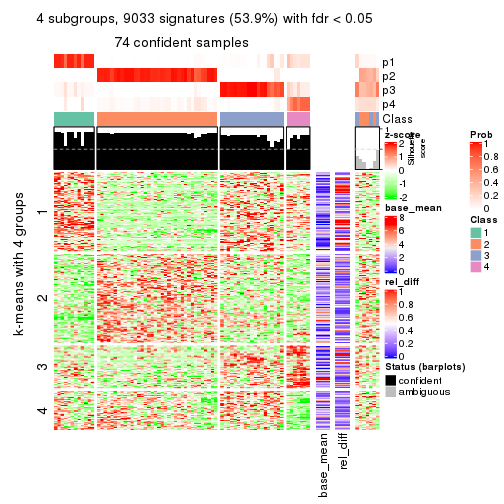 4 subgroups, 9033 signatures (53.9%) with fdr < 0.05
74 confident samples
p1
p2
p3
p4
Class
1
Silhouette
score
k-means with 4 groups
1
2
3
4
base_mean
rel_diff
z-score
2
1
0
-1
-2
base_mean
8
6
4
2
0
rel_diff
1
0.8
0.6
0.4
0.2
0
Status (barplots)
confident
ambiguous
Prob
1
0.8
0.6
0.4
0.2
0
Class
1
2
3
4